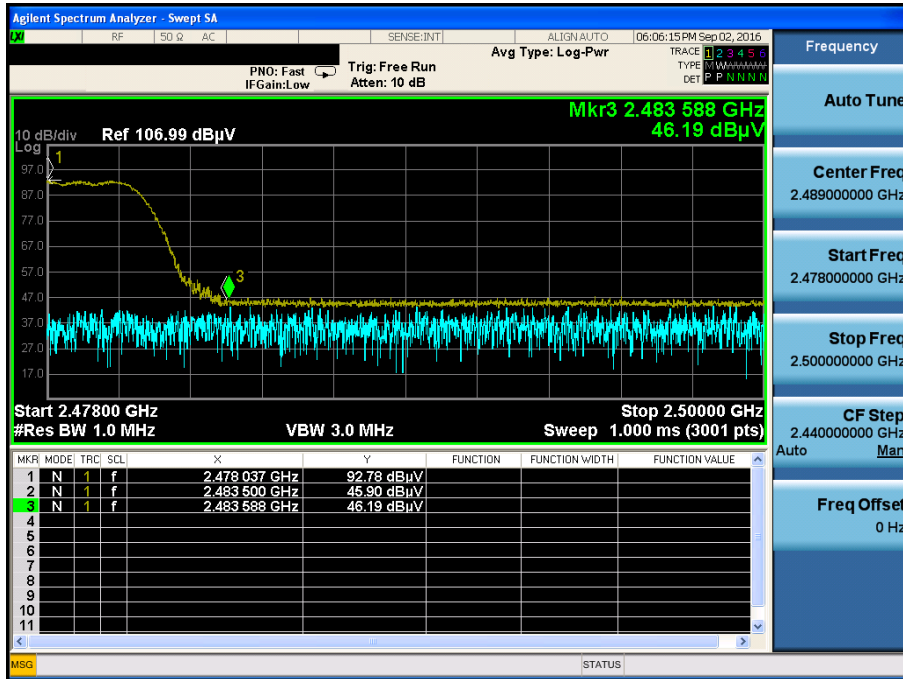 Agilent Spectrum Analyzer - Swept SA
LXI RF 50 Ω AC SENSE:INT ALIGN AUTO 06:06:15 PM Sep 02, 2016
Avg Type: Log-Pwr
PNO: Fast
IFGain:Low
Trig: Free Run
Atten: 10 dB
TRACE 1 2 3 4 5 6
TYPE M W
DET P P N N N N
Mkr3 2.483 588 GHz
46.19 dBµV
10 dB/div Ref 106.99 dBµV
Log
97.0
87.0
77.0
67.0
57.0
47.0
37.0
27.0
17.0
1
3
Start 2.47800 GHz Stop 2.50000 GHz
#Res BW 1.0 MHz VBW 3.0 MHz Sweep 1.000 ms (3001 pts)
MKR MODE TRC SCL X Y FUNCTION FUNCTION WIDTH FUNCTION VALUE
1 N 1 f 2.478 037 GHz 92.78 dBµV
2 N 1 f 2.483 500 GHz 45.90 dBµV
3 N 1 f 2.483 588 GHz 46.19 dBµV
4
5
6
7
8
9
10
11
MSG STATUS
Frequency
Auto Tune
Center Freq
2.489000000 GHz
Start Freq
2.478000000 GHz
Stop Freq
2.500000000 GHz
CF Step
2.440000000 GHz
Auto Man
Freq Offset
0 Hz